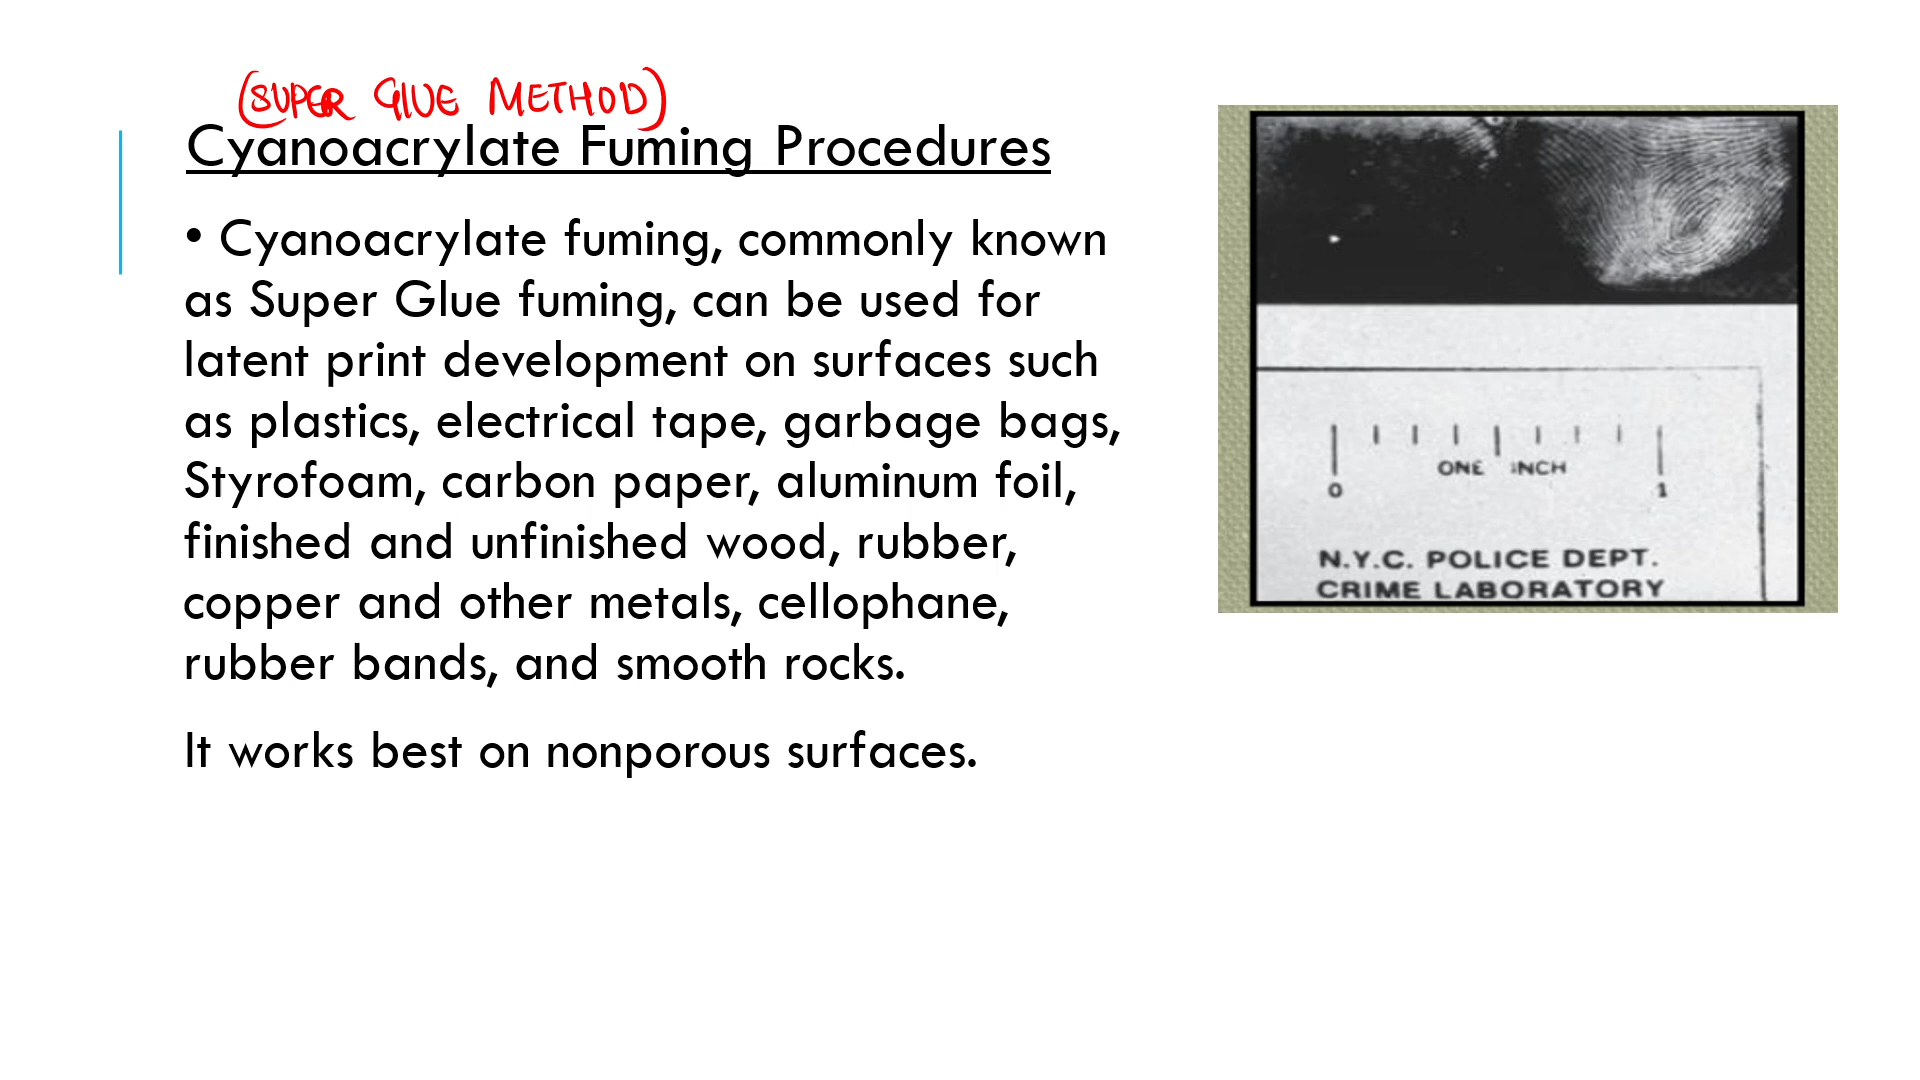 (SUPER GLUE METHOD)
Cyanoacrylate Fuming Procedures
• Cyanoacrylate fuming, commonly known
as Super Glue fuming, can be used for
latent print development on surfaces such
as plastics, electrical tape, garbage bags,
Styrofoam, carbon paper, aluminum foil,
finished and unfinished wood, rubber,
copper and other metals, cellophane,
rubber bands, and smooth rocks.
It works best on nonporous surfaces.
ONE INCH
0 1
N.Y.C. POLICE DEPT.
CRIME LABORATORY